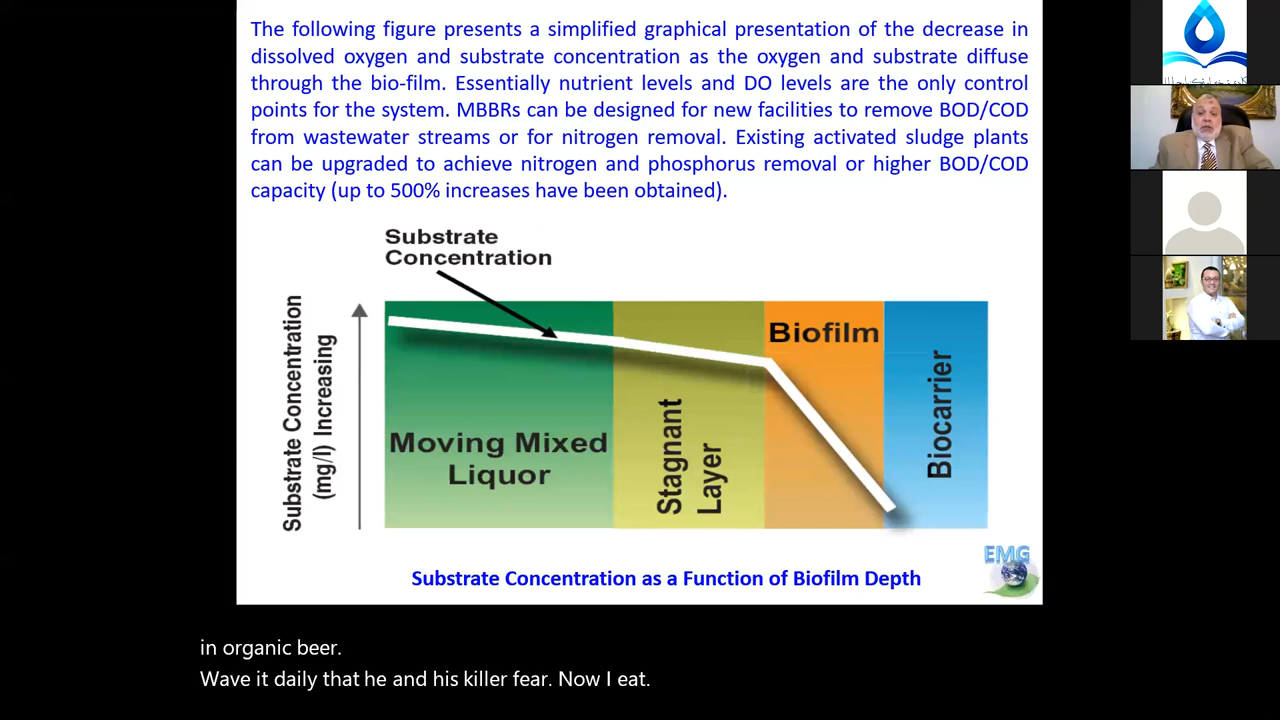 The following figure presents a simplified graphical presentation of the decrease in
dissolved oxygen and substrate concentration as the oxygen and substrate diffuse
through the bio-film. Essentially nutrient levels and DO levels are the only control
points for the system. MBBRs can be designed for new facilities to remove BOD/COD
from wastewater streams or for nitrogen removal. Existing activated sludge plants
can be upgraded to achieve nitrogen and phosphorus removal or higher BOD/COD
capacity (up to 500% increases have been obtained).
Substrate
Concentration
Substrate Concentration
(mg/l) Increasing
Moving Mixed
Liquor
Stagnant
Layer
Biofilm
Biocarrier
EMG
Substrate Concentration as a Function of Biofilm Depth
in organic beer.
Wave it daily that he and his killer fear. Now I eat.